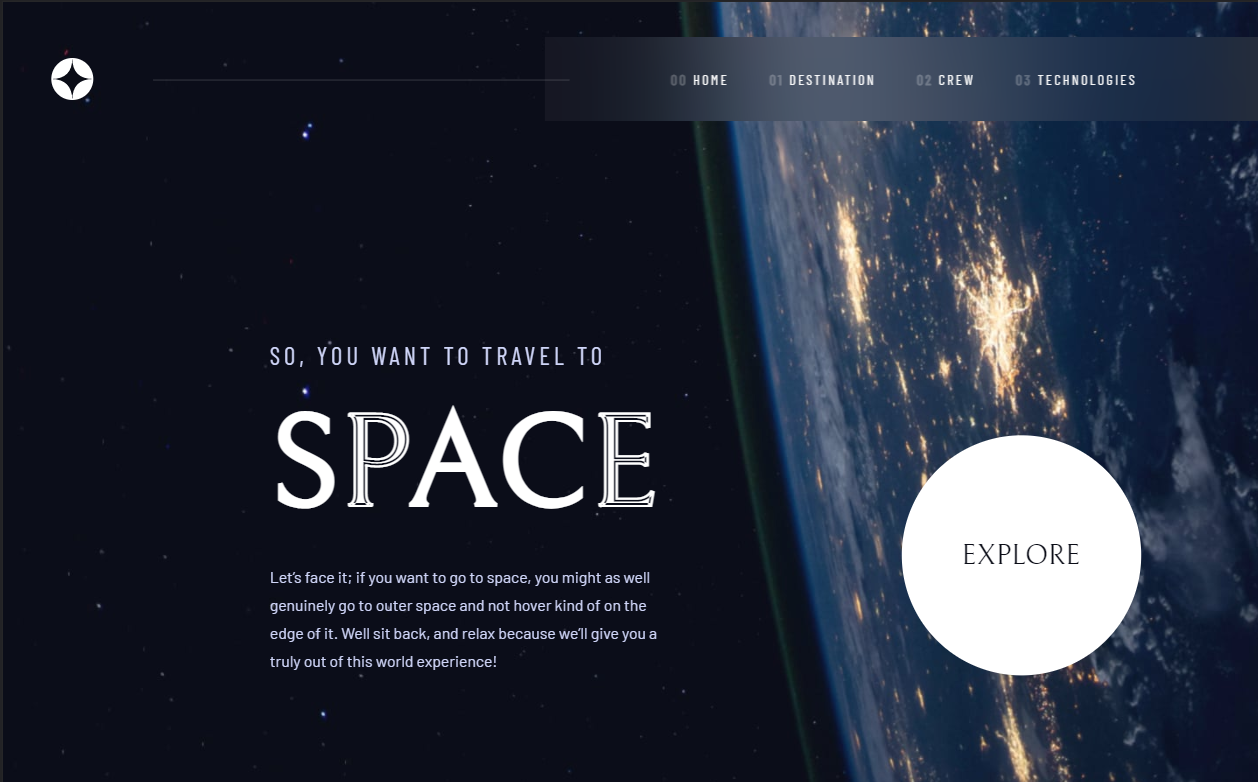 00 HOME 01 DESTINATION 02 CREW 03 TECHNOLOGIES
SO, YOU WANT TO TRAVEL TO
SPACE
Let’s face it; if you want to go to space, you might as well
genuinely go to outer space and not hover kind of on the
edge of it. Well sit back, and relax because we’ll give you a
truly out of this world experience!
EXPLORE